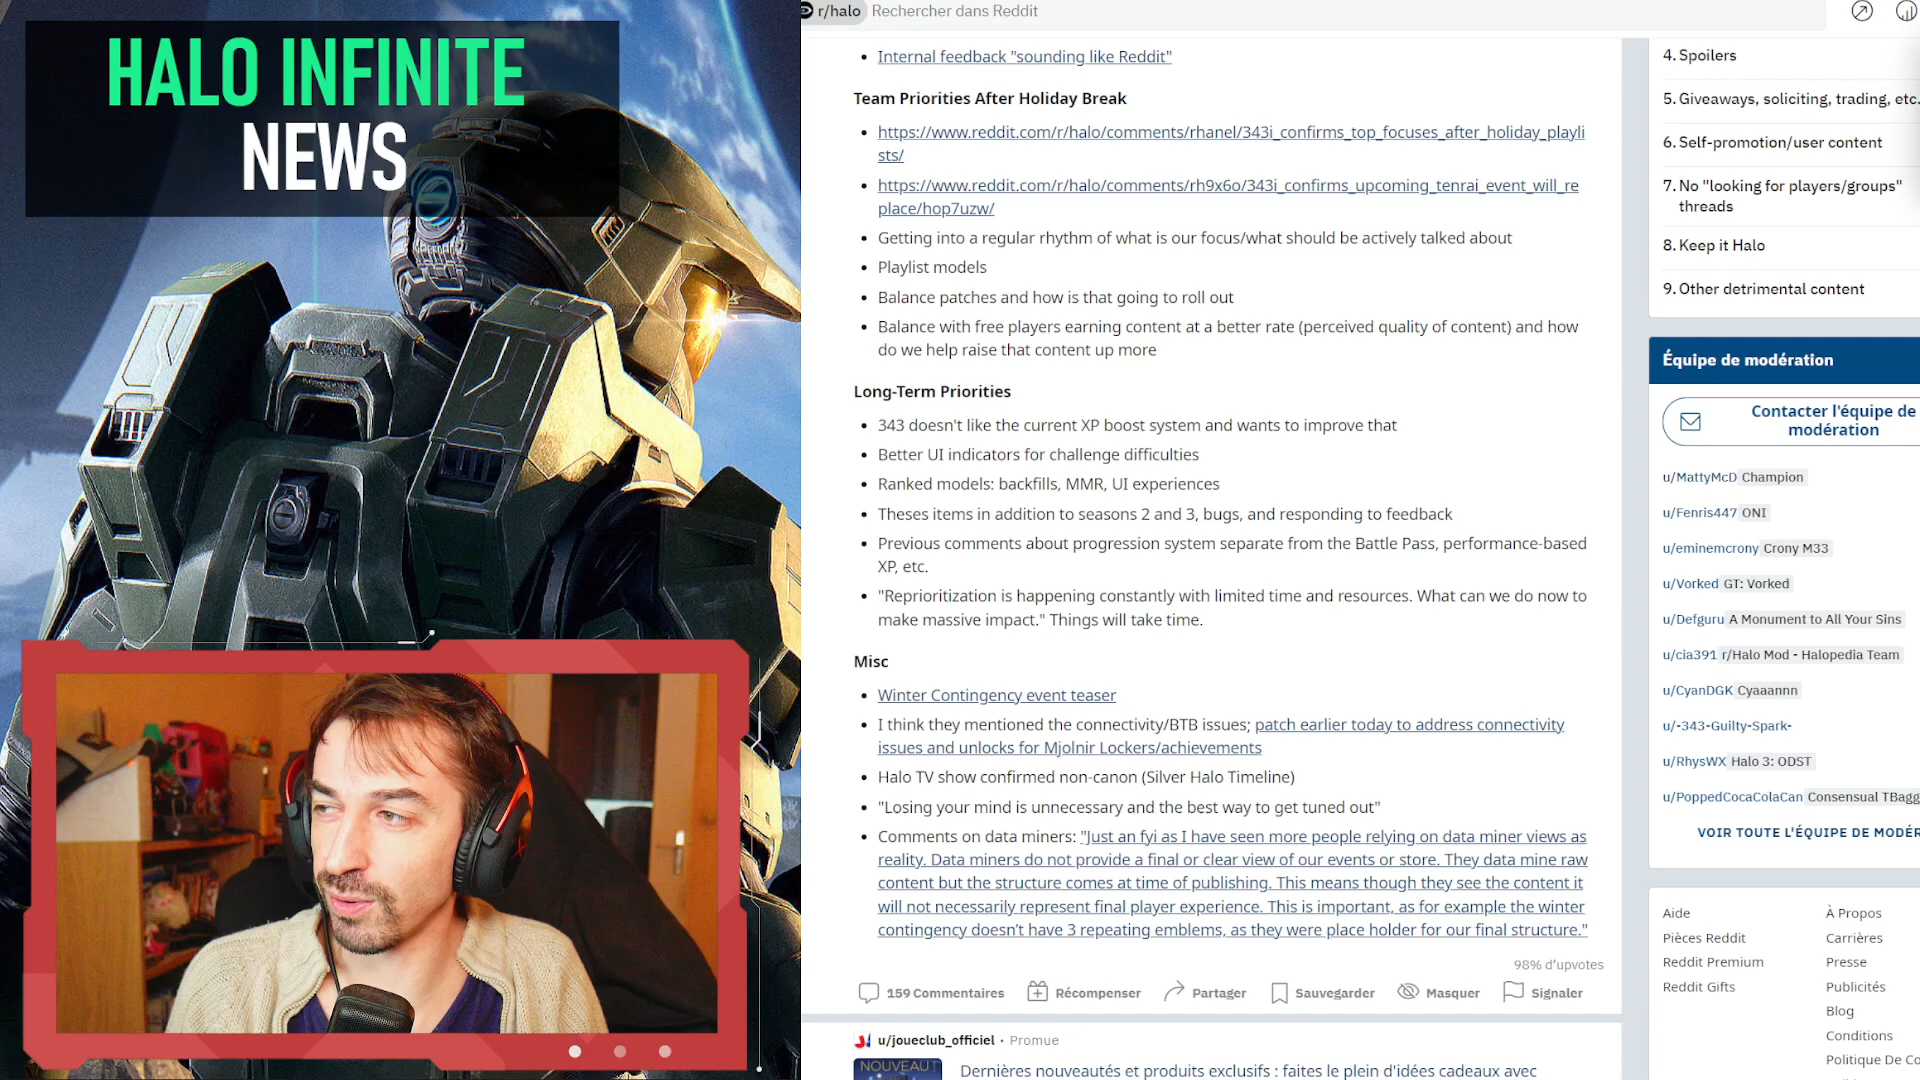 HALO INFINITE
NEWS
r/halo
Rechercher dans Reddit
Internal feedback "sounding like Reddit"
Team Priorities After Holiday Break
https://www.reddit.com/r/halo/comments/rhanel/343i_confirms_top_focuses_after_holiday_playli
sts/
https://www.reddit.com/r/halo/comments/rh9x6o/343i_confirms_upcoming_tenrai_event_will_re
place/hop7uzw/
Getting into a regular rhythm of what is our focus/what should be actively talked about
Playlist models
Balance patches and how is that going to roll out
Balance with free players earning content at a better rate (perceived quality of content) and how
do we help raise that content up more
Long-Term Priorities
343 doesn't like the current XP boost system and wants to improve that
Better UI indicators for challenge difficulties
Ranked models: backfills, MMR, UI experiences
Theses items in addition to seasons 2 and 3, bugs, and responding to feedback
Previous comments about progression system separate from the Battle Pass, performance-based
XP, etc.
"Reprioritization is happening constantly with limited time and resources. What can we do now to
make massive impact." Things will take time.
Misc
Winter Contingency event teaser
I think they mentioned the connectivity/BTB issues; patch earlier today to address connectivity
issues and unlocks for Mjolnir Lockers/achievements
Halo TV show confirmed non-canon (Silver Halo Timeline)
"Losing your mind is unnecessary and the best way to get tuned out"
Comments on data miners: "Just an fyi as I have seen more people relying on data miner views as
reality. Data miners do not provide a final or clear view of our events or store. They data mine raw
content but the structure comes at time of publishing. This means though they see the content it
will not necessarily represent final player experience. This is important, as for example the winter
contingency doesn’t have 3 repeating emblems, as they were place holder for our final structure."
98% d'upvotes
159 Commentaires
Récompenser
Partager
Sauvegarder
Masquer
Signaler
u/joueclub_officiel · Promue
NOUVEAU
Dernières nouveautés et produits exclusifs : faites le plein d'idées cadeaux avec
4. Spoilers
5. Giveaways, soliciting, trading, etc.
6. Self-promotion/user content
7. No "looking for players/groups"
threads
8. Keep it Halo
9. Other detrimental content
Équipe de modération
Contacter l'équipe de
modération
u/MattyMcD Champion
u/Fenris447 ONI
u/eminemcrony Crony M33
u/Vorked GT: Vorked
u/Defguru A Monument to All Your Sins
u/cia391 r/Halo Mod - Halopedia Team
u/CyanDGK Cyaaannn
u/-343-Guilty-Spark-
u/RhysWX Halo 3: ODST
u/PoppedCocaColaCan Consensual TBagg
VOIR TOUTE L'ÉQUIPE DE MODÉR
Aide
Pièces Reddit
Reddit Premium
Reddit Gifts
À Propos
Carrières
Presse
Publicités
Blog
Conditions
Politique De Co